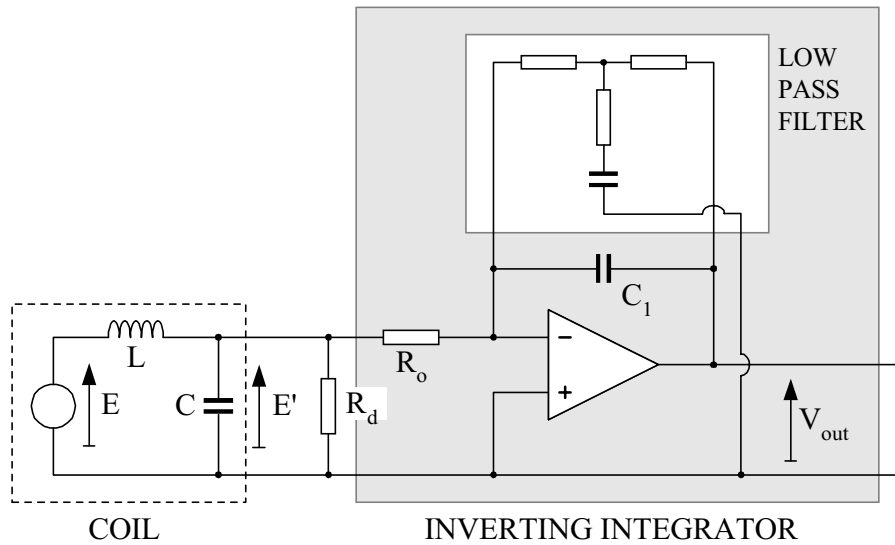 LOW
PASS
FILTER
C1
L
Ro
E
C
E'
Rd
Vout
COIL
INVERTING INTEGRATOR